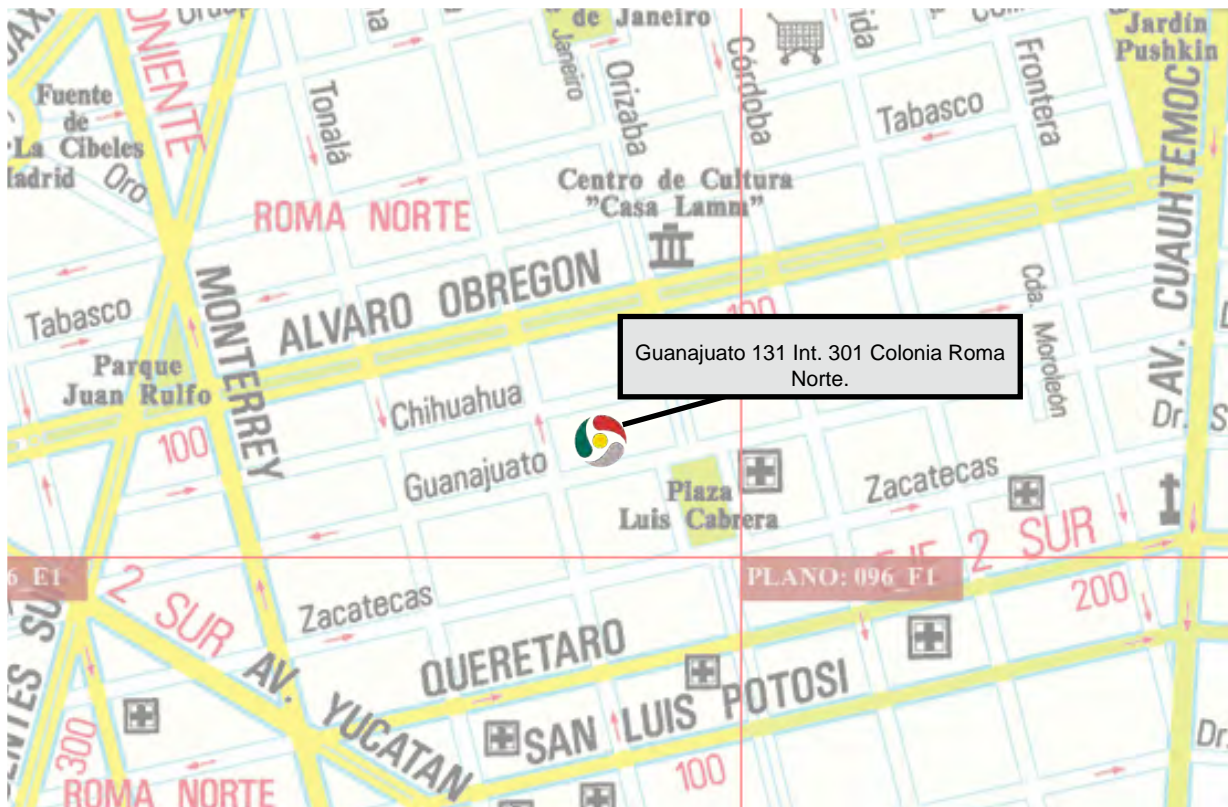 de Janeiro
Janeiro
Orizaba
Córdoba
Frontera
Jardín
Pushkin
PONIENTE
Fuente
de
La Cibeles
Madrid
Oro
Tonalá
Tabasco
Centro de Cultura
"Casa Lamm"
ROMA NORTE
AV. CUAUHTEMOC
MONTERREY
ALVARO OBREGON
100
Tabasco
Parque
Juan Rulfo
Guanajuato 131 Int. 301 Colonia Roma
Norte.
Cda. Moroleón
Chihuahua
100
Guanajuato
Dr.
Plaza
Luis Cabrera
Zacatecas
EJE 2 SUR
PLANO: 096_F1
200
2 SUR
Zacatecas
QUERETARO
AV. YUCATAN
SAN LUIS POTOSI
300
100
Dr.
ROMA NORTE